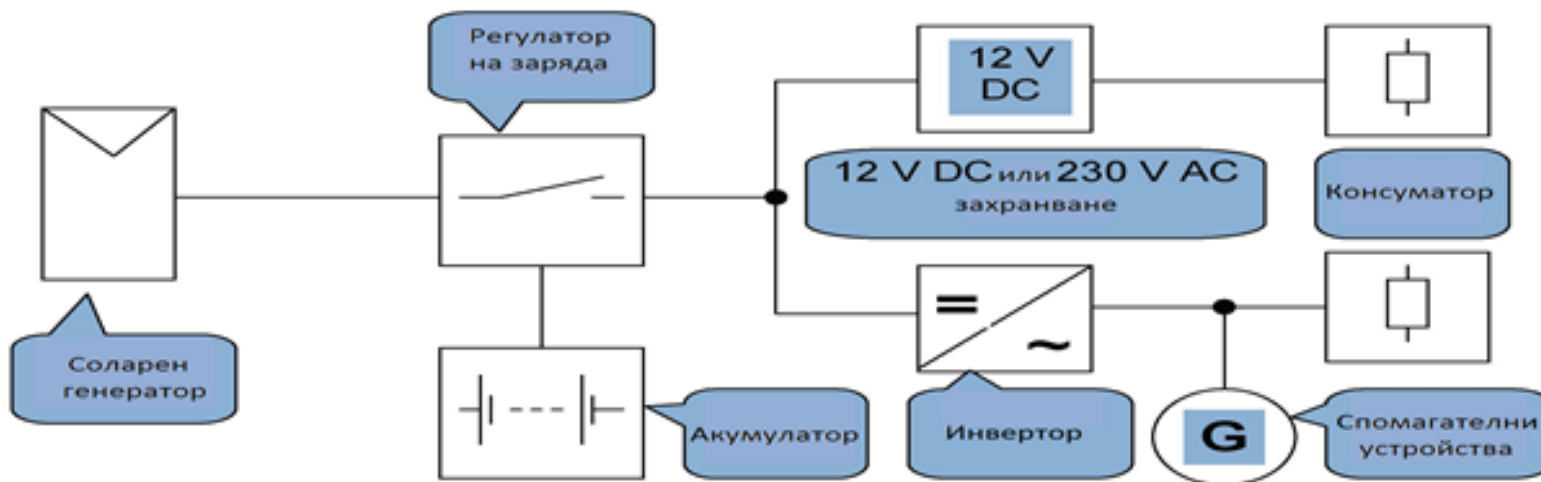 Регулатор
на заряда
12 V
DC
12 V DC или 230 V AC
захранване
Консуматор
=
~
Соларен
генератор
Акумулатор
Инвертор
G
Спомагателни
устройства